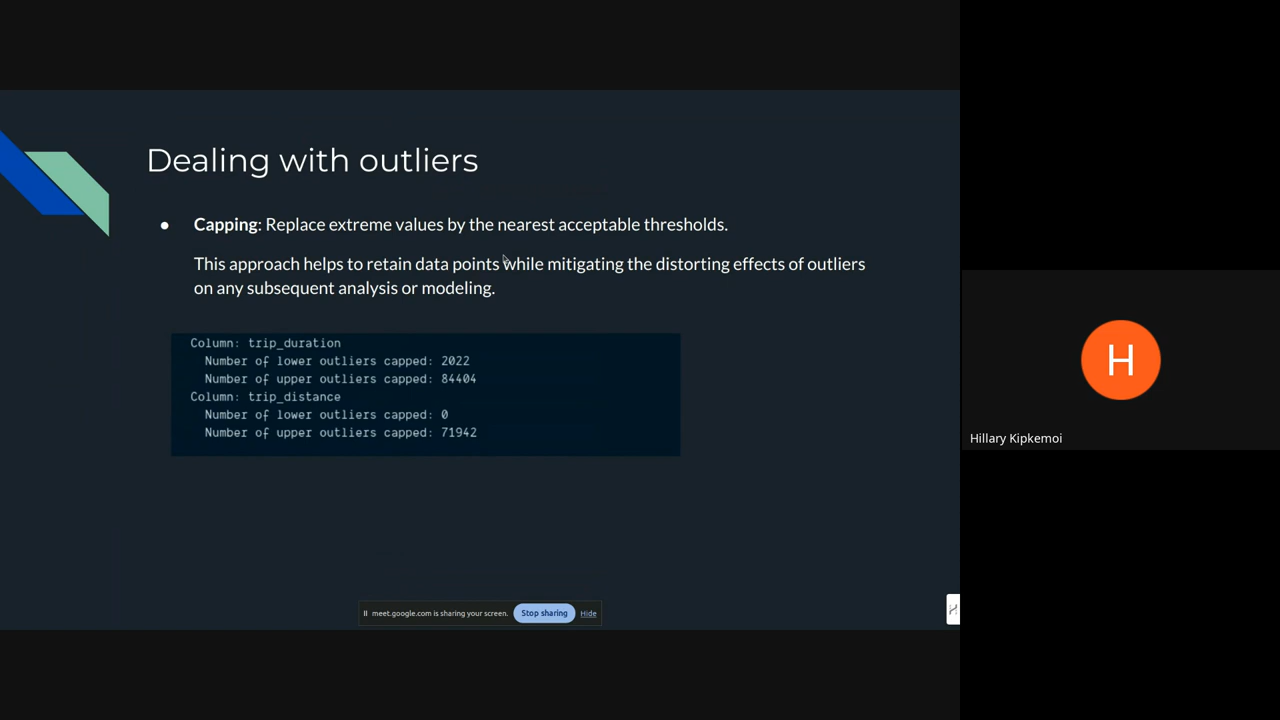 Dealing with outliers
● Capping: Replace extreme values by the nearest acceptable thresholds.
This approach helps to retain data points while mitigating the distorting effects of outliers
on any subsequent analysis or modeling.
Column: trip_duration
Number of lower outliers capped: 2022
Number of upper outliers capped: 84404
Column: trip_distance
Number of lower outliers capped: 0
Number of upper outliers capped: 71942
meet.google.com is sharing your screen. Stop sharing Hide
H
Hillary Kipkemoi